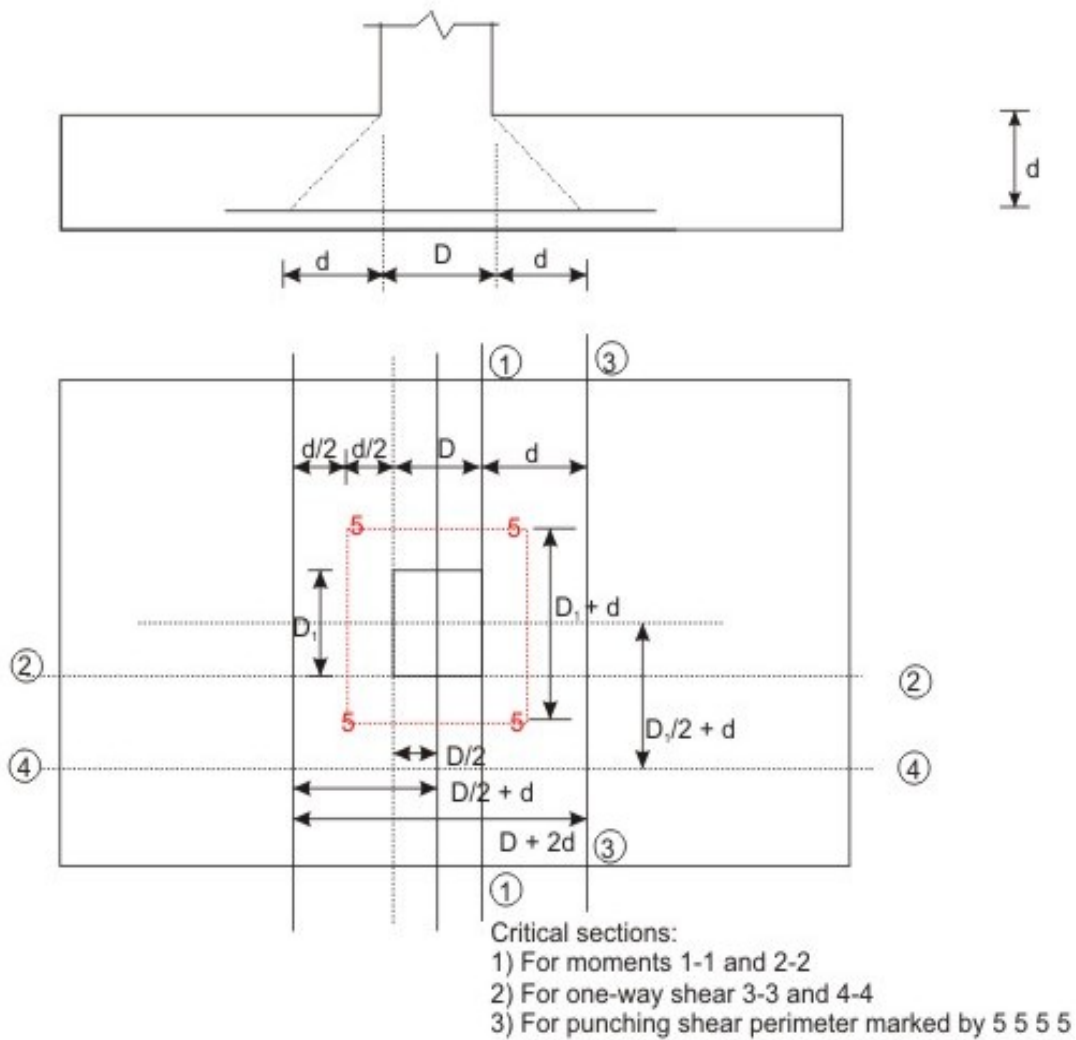 d
d
D
d
①
③
d/2
d/2
D
d
5
5
D₁
D₁ + d
②
②
5
5
D₁/2 + d
D/2
④
④
D/2 + d
D + 2d
③
①
Critical sections:
1) For moments 1-1 and 2-2
2) For one-way shear 3-3 and 4-4
3) For punching shear perimeter marked by 5 5 5 5